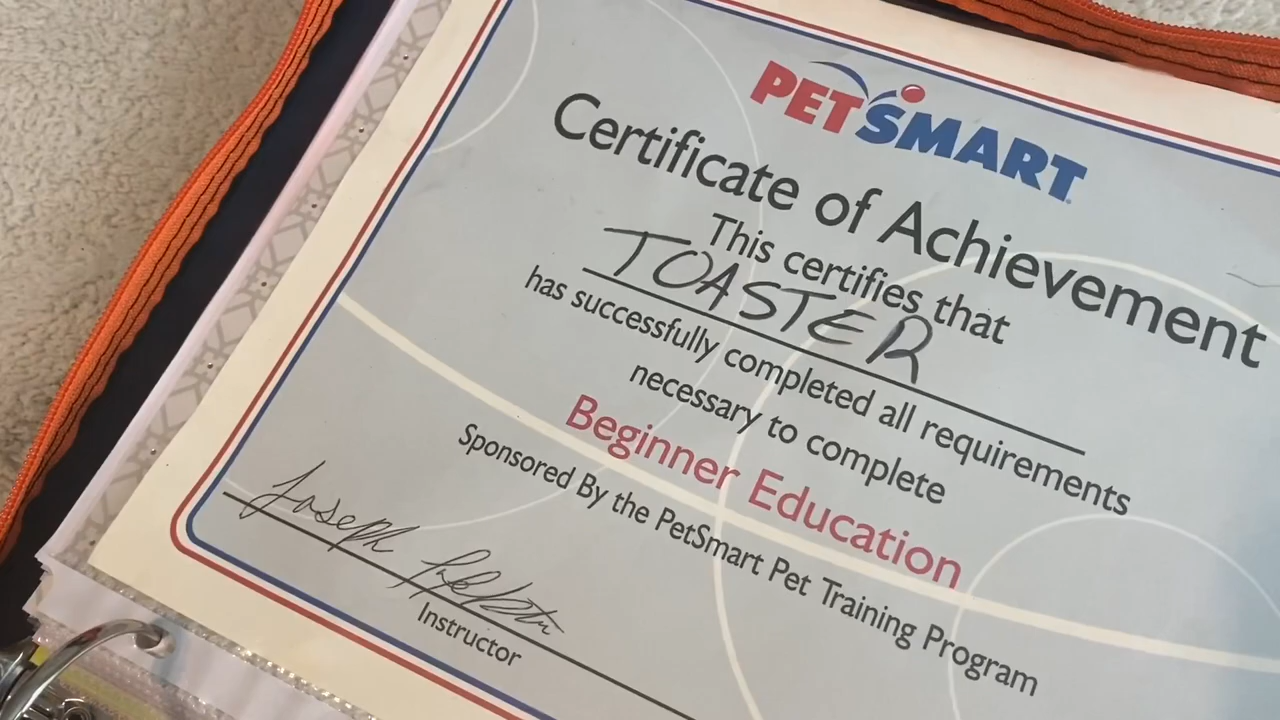 PETSMART
Certificate of Achievement
This certifies that
TOASTER
has successfully completed all requirements
necessary to complete
Beginner Education
Sponsored By the PetSmart Pet Training Program
Joseph
Instructor